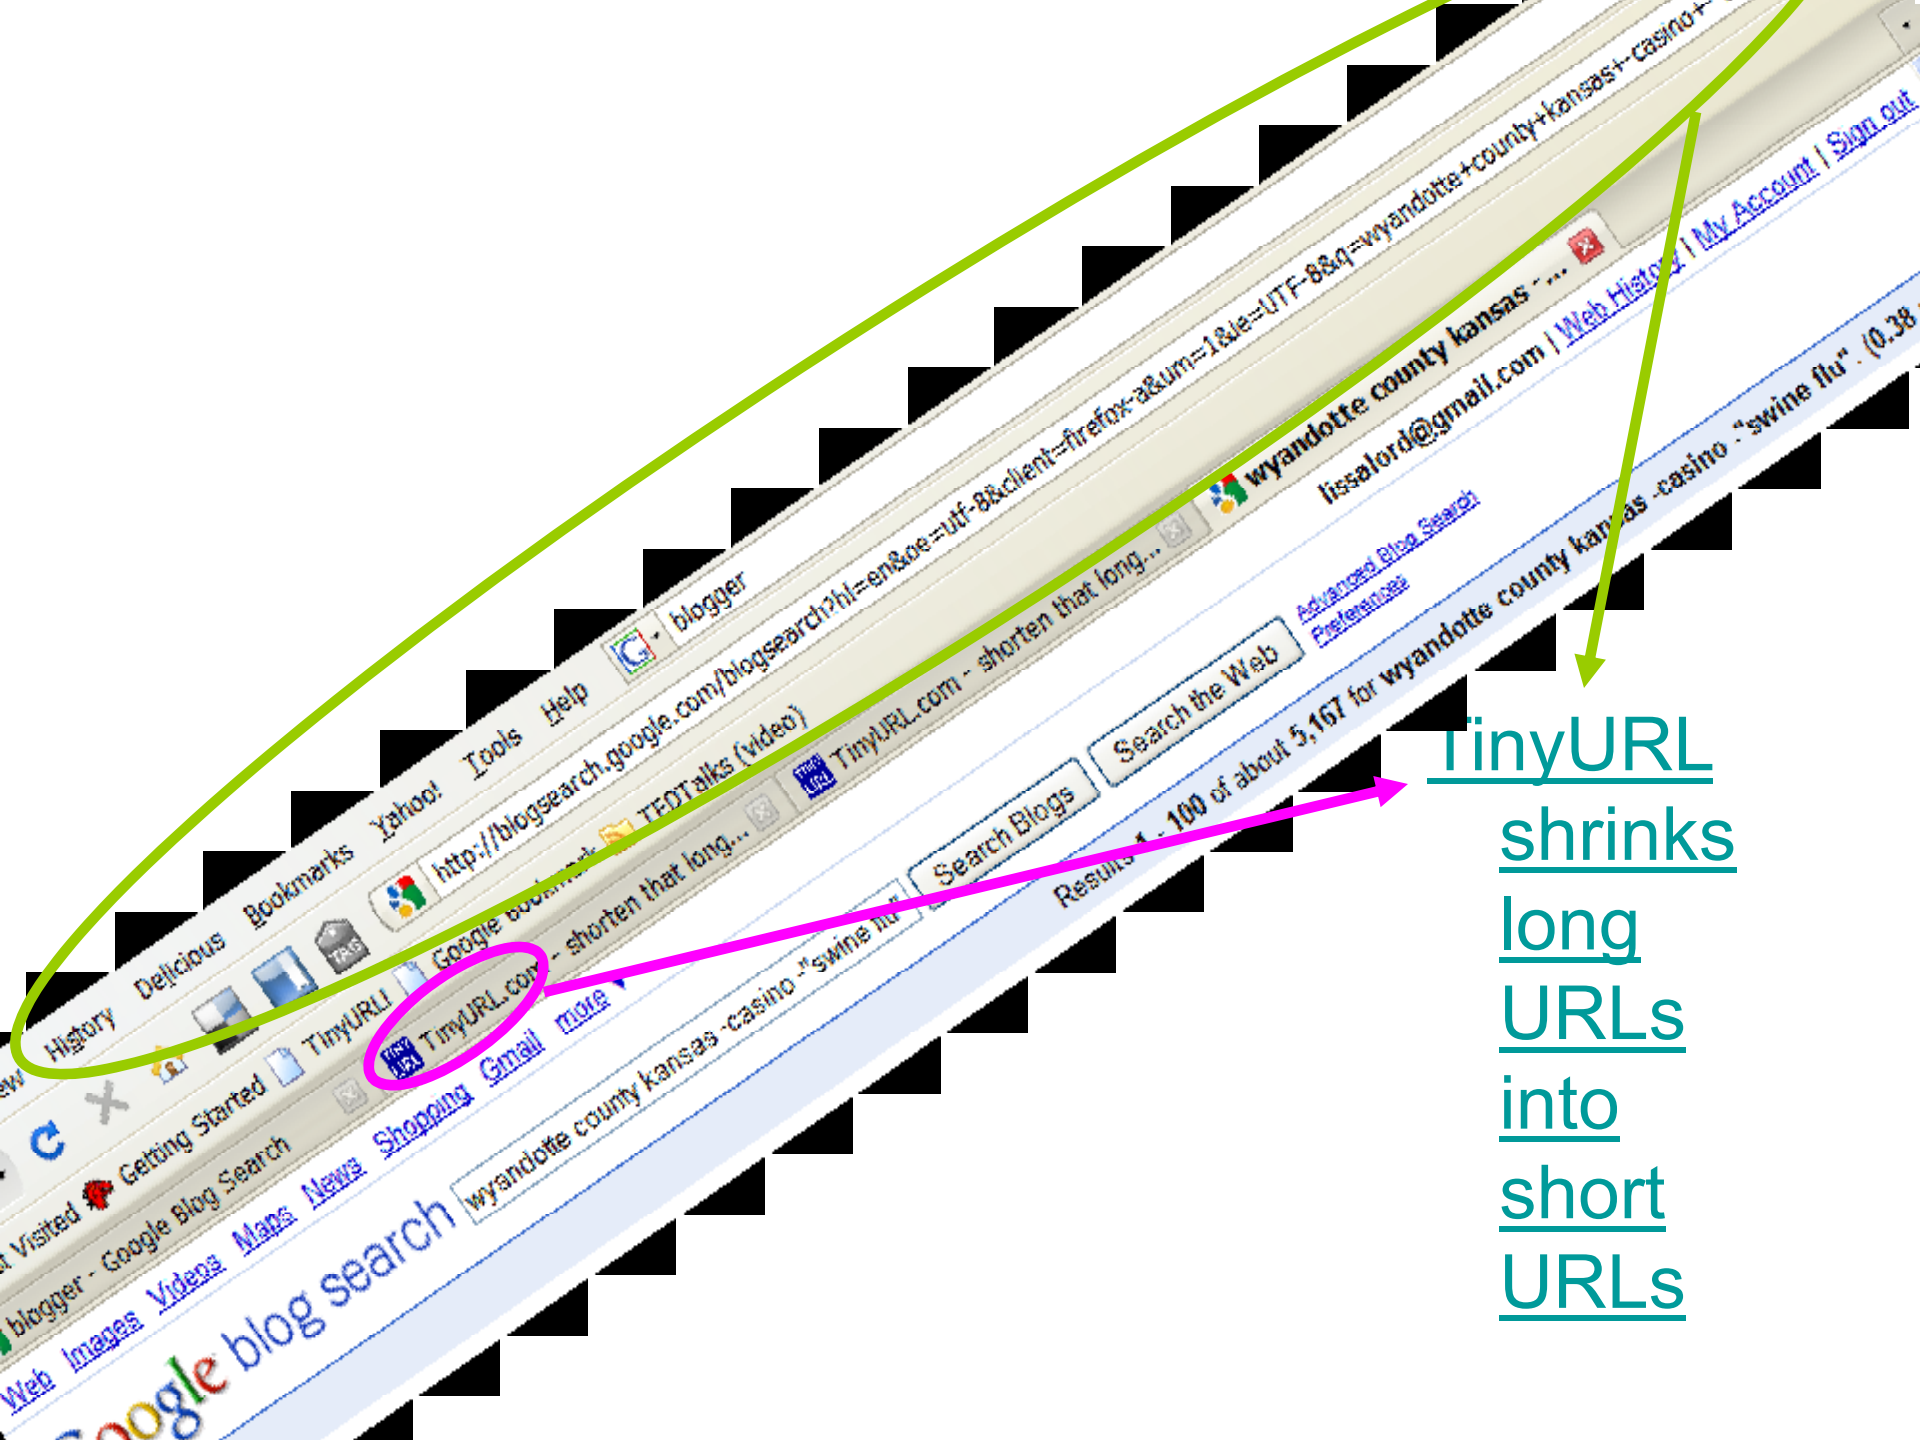 History Delicious Bookmarks Yahoo! Tools Help blogger
TAGS http://blogsearch.google.com/blogsearch?hl=en&oe=utf-8&client=firefox-a&um=1&ie=UTF-8&q=wyandotte+county+kansas+-casino+-
Visited Getting Started TinyURL! Google Bookmark TEDTalks (video)
blogger - Google Blog Search TINY URL TinyURL.com - shorten that long... TINY URL TinyURL.com - shorten that long... wyandotte county kansas - ...
Web Images Videos Maps News Shopping Gmail more lissalord@gmail.com | Web History | My Account | Sign out
Google blog search wyandotte county kansas -casino -"swine flu" Search Blogs Search the Web Advanced Blog Search
Preferences
Results 1 - 100 of about 5,167 for wyandotte county kansas -casino -"swine flu". (0.38
TinyURL
shrinks
long
URLs
into
short
URLs